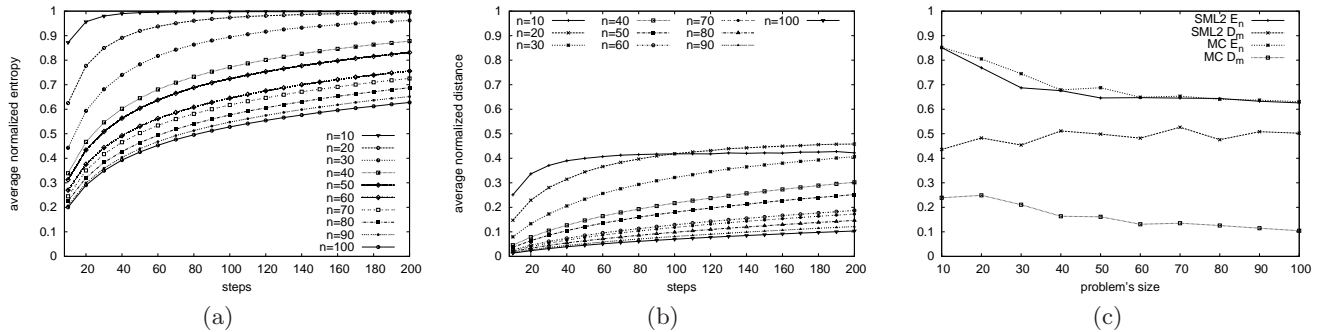 average normalized entropy
1
0.9
0.8
0.7
0.6
0.5
0.4
0.3
0.2
0.1
0
20 40 60 80 100 120 140 160 180 200
steps
n=10
n=20
n=30
n=40
n=50
n=60
n=70
n=80
n=90
n=100
(a)
average normalized distance
1
0.9
0.8
0.7
0.6
0.5
0.4
0.3
0.2
0.1
0
20 40 60 80 100 120 140 160 180 200
steps
n=10 n=40 n=70 n=100
n=20 n=50 n=80
n=30 n=60 n=90
(b)
1
0.9
0.8
0.7
0.6
0.5
0.4
0.3
0.2
0.1
0
10 20 30 40 50 60 70 80 90 100
problem's size
SML2 En
SML2 Dm
MC En
MC Dm
(c)